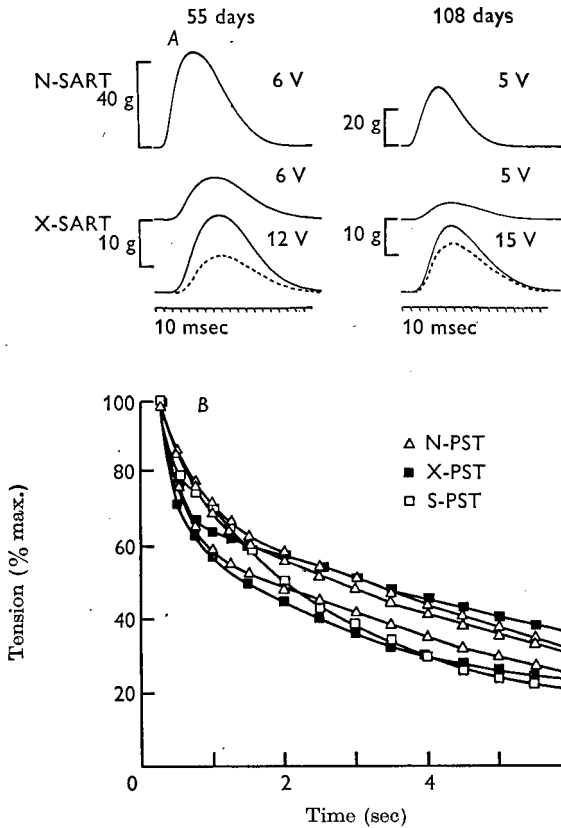 55 days
108 days
A
N-SART
40 g
6 V
20 g
5 V
X-SART
10 g
6 V
12 V
10 g
5 V
15 V
10 msec
10 msec
B
100
80
60
40
20
0
2
4
Tension (% max.)
Time (sec)
N-PST
X-PST
S-PST